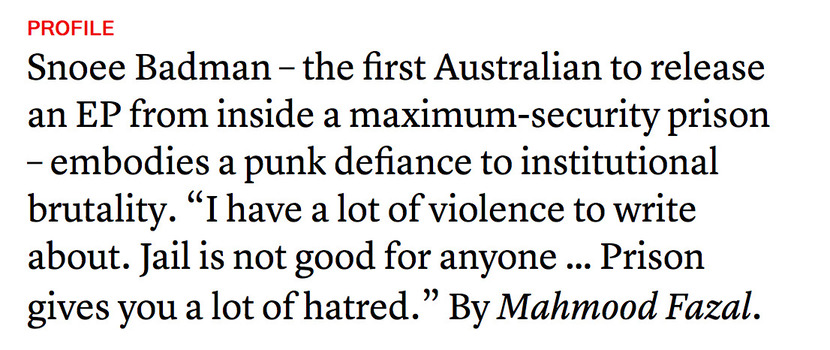 PROFILE
Snoee Badman – the first Australian to release
an EP from inside a maximum-security prison
– embodies a punk defiance to institutional
brutality. “I have a lot of violence to write
about. Jail is not good for anyone ... Prison
gives you a lot of hatred.” By Mahmood Fazal.